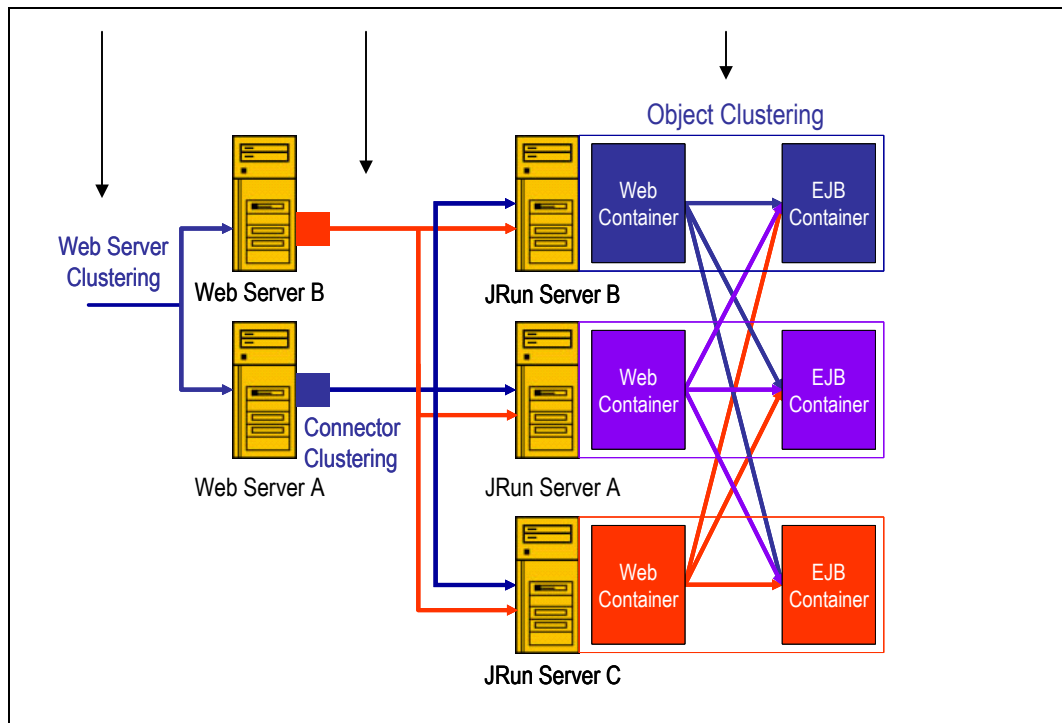 Object Clustering
Web Server
Clustering
Web Server B
Web Server A
Connector
Clustering
JRun Server B
Web
Container
EJB
Container
JRun Server A
Web
Container
EJB
Container
JRun Server C
Web
Container
EJB
Container